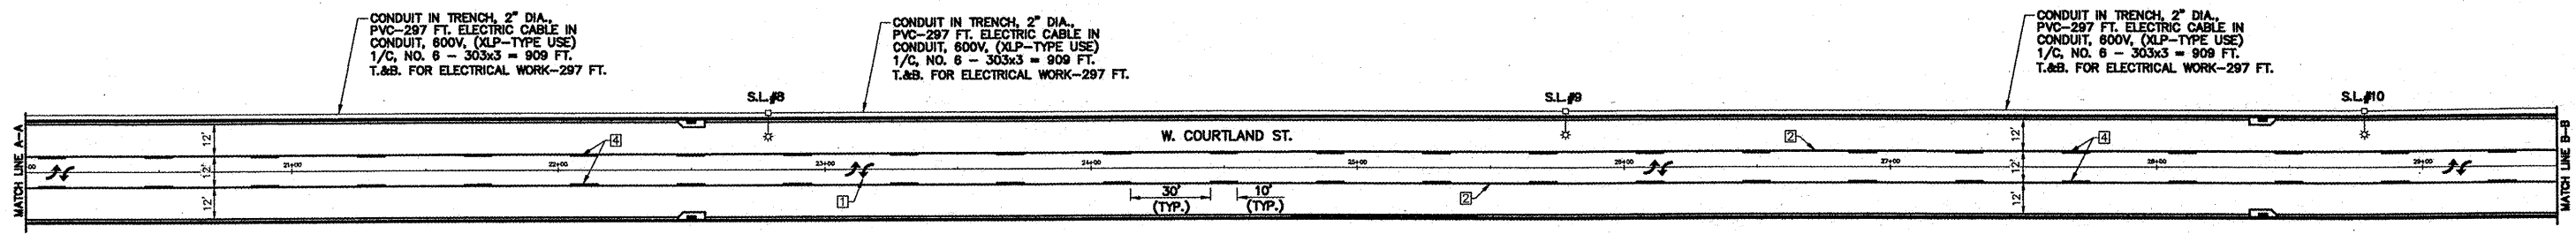 CONDUIT IN TRENCH, 2" DIA.,
PVC-297 FT. ELECTRIC CABLE IN
CONDUIT, 600V, (XLP-TYPE USE)
1/C, NO. 6 - 303x3 = 909 FT.
T.&B. FOR ELECTRICAL WORK-297 FT.
CONDUIT IN TRENCH, 2" DIA.,
PVC-297 FT. ELECTRIC CABLE IN
CONDUIT, 600V, (XLP-TYPE USE)
1/C, NO. 6 - 303x3 = 909 FT.
T.&B. FOR ELECTRICAL WORK-297 FT.
CONDUIT IN TRENCH, 2" DIA.,
PVC-297 FT. ELECTRIC CABLE IN
CONDUIT, 600V, (XLP-TYPE USE)
1/C, NO. 6 - 303x3 = 909 FT.
T.&B. FOR ELECTRICAL WORK-297 FT.
S.L.#8
S.L.#9
S.L.#10
MATCH LINE A-A
12'
12'
12'
4
W. COURTLAND ST.
2
12'
12'
12'
4
MATCH LINE B-B
00
21+00
22+00
23+00
24+00
25+00
26+00
27+00
28+00
29+00
1
30'
(TYP.)
10'
(TYP.)
2